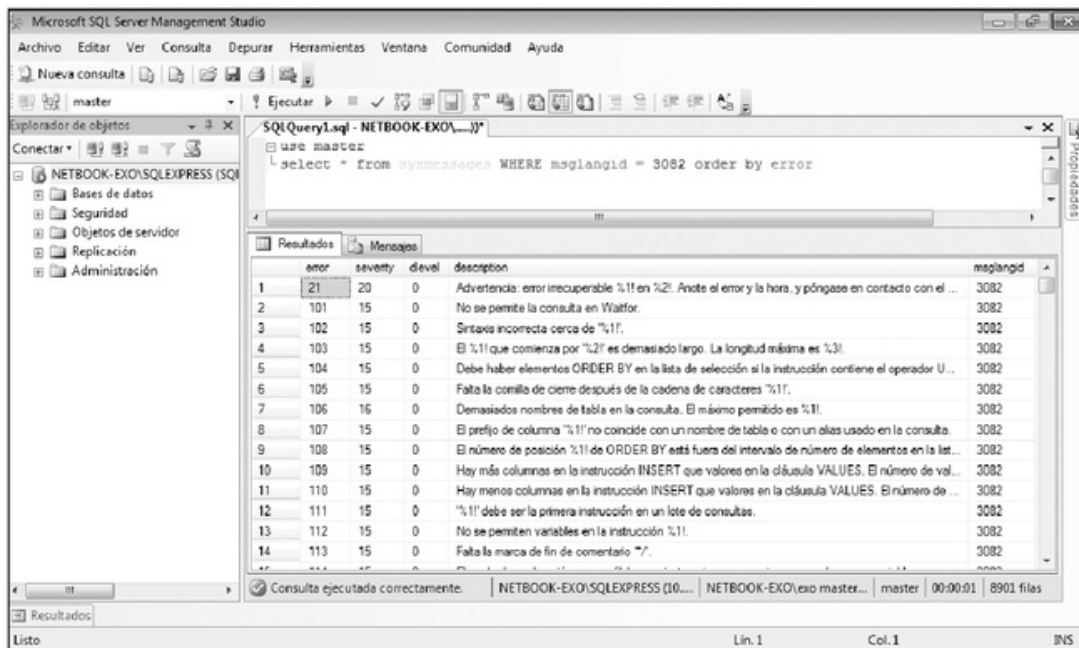 Microsoft SQL Server Management Studio
Archivo Editar Ver Consulta Depurar Herramientas Ventana Comunidad Ayuda
Nueva consulta
master Ejecutar
Explorador de objetos
Conectar
NETBOOK-EXO\SQLEXPRESS (SQl
Bases de datos
Seguridad
Objetos de servidor
Replicación
Administración
SQLQuery1.sql - NETBOOK-EXO\.....))*
use master
select * from sysmessages WHERE msglangid = 3082 order by error
Propiedades
Resultados Mensajes
error severity dlevel description msglangid
1 21 20 0 Advertencia: error irrecuperable %1! en %2!. Anote el error y la hora, y póngase en contacto con el ... 3082
2 101 15 0 No se permite la consulta en Waitfor. 3082
3 102 15 0 Sintaxis incorrecta cerca de '%1!'. 3082
4 103 15 0 El %1! que comienza por '%2!' es demasiado largo. La longitud máxima es %3!. 3082
5 104 15 0 Debe haber elementos ORDER BY en la lista de selección si la instrucción contiene el operador U... 3082
6 105 15 0 Falta la comilla de cierre después de la cadena de caracteres '%1!'. 3082
7 106 16 0 Demasiados nombres de tabla en la consulta. El máximo permitido es %1!. 3082
8 107 15 0 El prefijo de columna '%1!' no coincide con un nombre de tabla o con un alias usado en la consulta. 3082
9 108 15 0 El número de posición %1! de ORDER BY está fuera del intervalo de número de elementos en la list... 3082
10 109 15 0 Hay más columnas en la instrucción INSERT que valores en la cláusula VALUES. El número de val... 3082
11 110 15 0 Hay menos columnas en la instrucción INSERT que valores en la cláusula VALUES. El número de ... 3082
12 111 15 0 '%1!' debe ser la primera instrucción en un lote de consultas. 3082
13 112 15 0 No se permiten variables en la instrucción %1!. 3082
14 113 15 0 Falta la marca de fin de comentario '*/'. 3082
Consulta ejecutada correctamente. NETBOOK-EXO\SQLEXPRESS (10.... NETBOOK-EXO\exo master... master 00:00:01 8901 filas
Resultados
Listo Lín. 1 Col. 1 INS